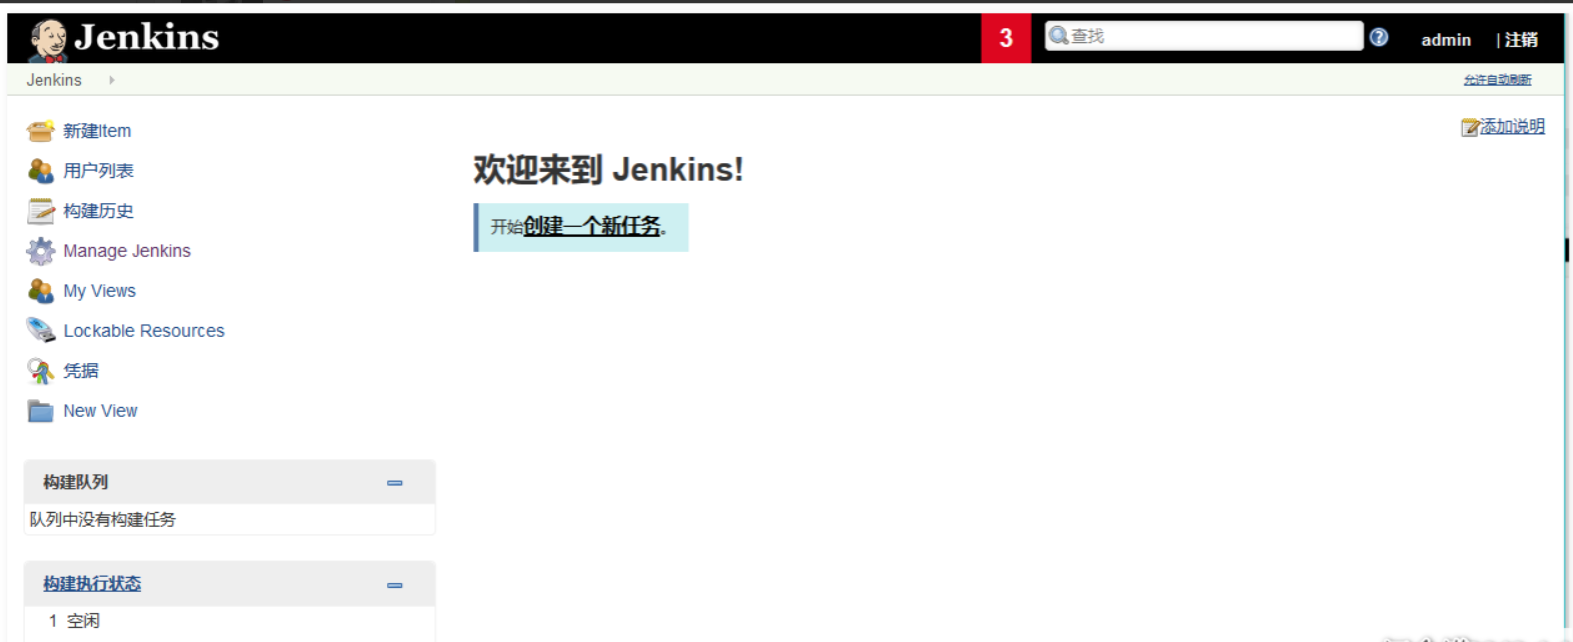 Jenkins
3
查找
admin
| 注销
Jenkins
允许自动刷新
新建Item
添加说明
用户列表
欢迎来到 Jenkins!
构建历史
开始创建一个新任务。
Manage Jenkins
My Views
Lockable Resources
凭据
New View
构建队列
队列中没有构建任务
构建执行状态
1 空闲